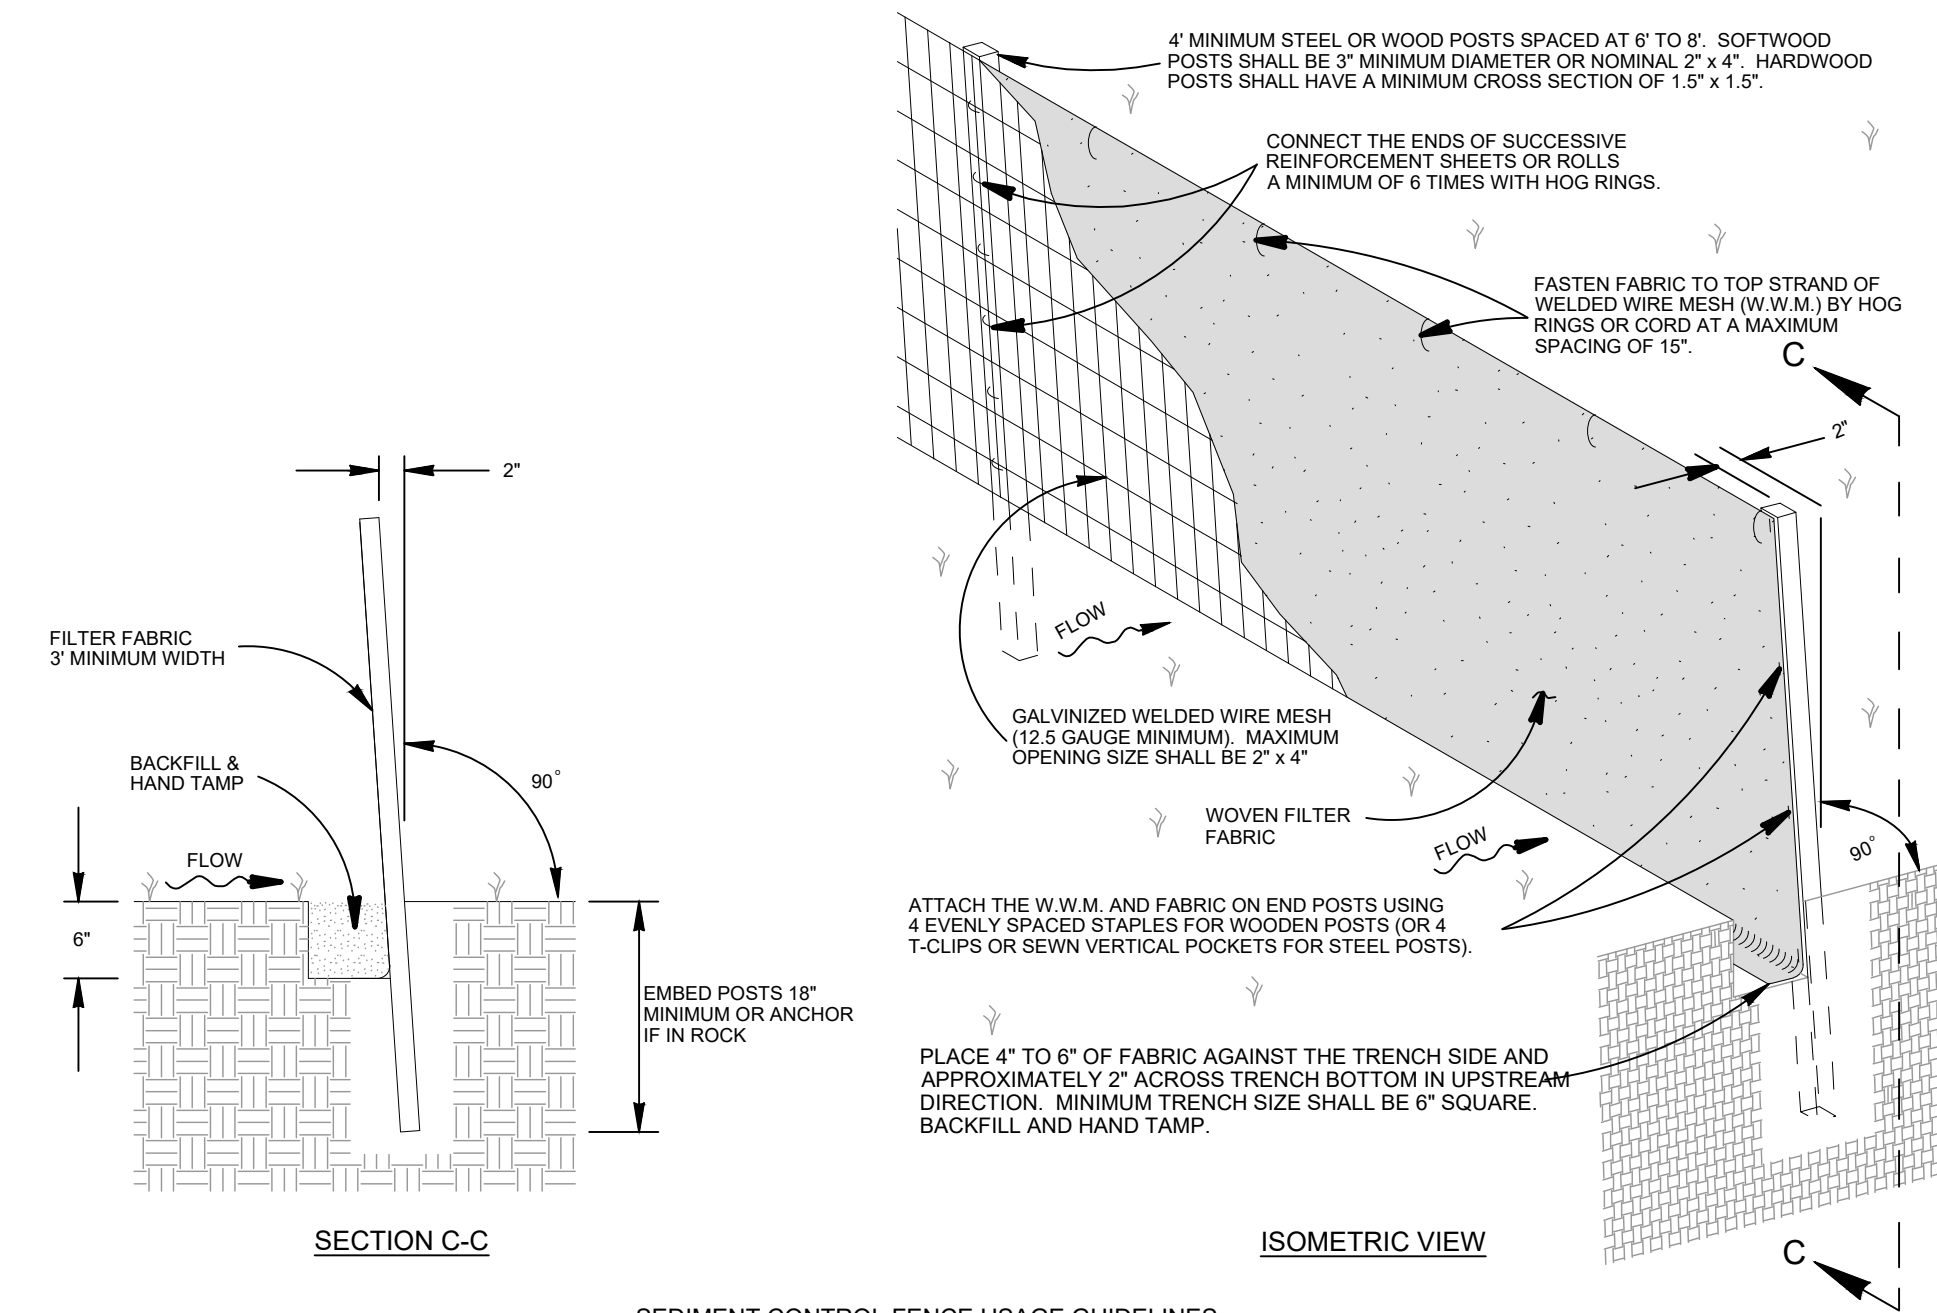 4' MINIMUM STEEL OR WOOD POSTS SPACED AT 6' TO 8'.  SOFTWOOD
POSTS SHALL BE 3" MINIMUM DIAMETER OR NOMINAL 2" x 4".  HARDWOOD
POSTS SHALL HAVE A MINIMUM CROSS SECTION OF 1.5" x 1.5".
CONNECT THE ENDS OF SUCCESSIVE
REINFORCEMENT SHEETS OR ROLLS
A MINIMUM OF 6 TIMES WITH HOG RINGS.
FASTEN FABRIC TO TOP STRAND OF
WELDED WIRE MESH (W.W.M.) BY HOG
RINGS OR CORD AT A MAXIMUM
SPACING OF 15".
C
2"
2"
FILTER FABRIC
3' MINIMUM WIDTH
BACKFILL &
HAND TAMP
90°
FLOW
6"
EMBED POSTS 18"
MINIMUM OR ANCHOR
IF IN ROCK
SECTION C-C
FLOW
GALVINIZED WELDED WIRE MESH
(12.5 GAUGE MINIMUM).  MAXIMUM
OPENING SIZE SHALL BE 2" x 4"
WOVEN FILTER
FABRIC
FLOW
90°
ATTACH THE W.W.M. AND FABRIC ON END POSTS USING
4 EVENLY SPACED STAPLES FOR WOODEN POSTS (OR 4
T-CLIPS OR SEWN VERTICAL POCKETS FOR STEEL POSTS).
PLACE 4" TO 6" OF FABRIC AGAINST THE TRENCH SIDE AND
APPROXIMATELY 2" ACROSS TRENCH BOTTOM IN UPSTREAM
DIRECTION.  MINIMUM TRENCH SIZE SHALL BE 6" SQUARE.
BACKFILL AND HAND TAMP.
ISOMETRIC VIEW
C
SEDIMENT CONTROL FENCE USAGE GUIDELINES